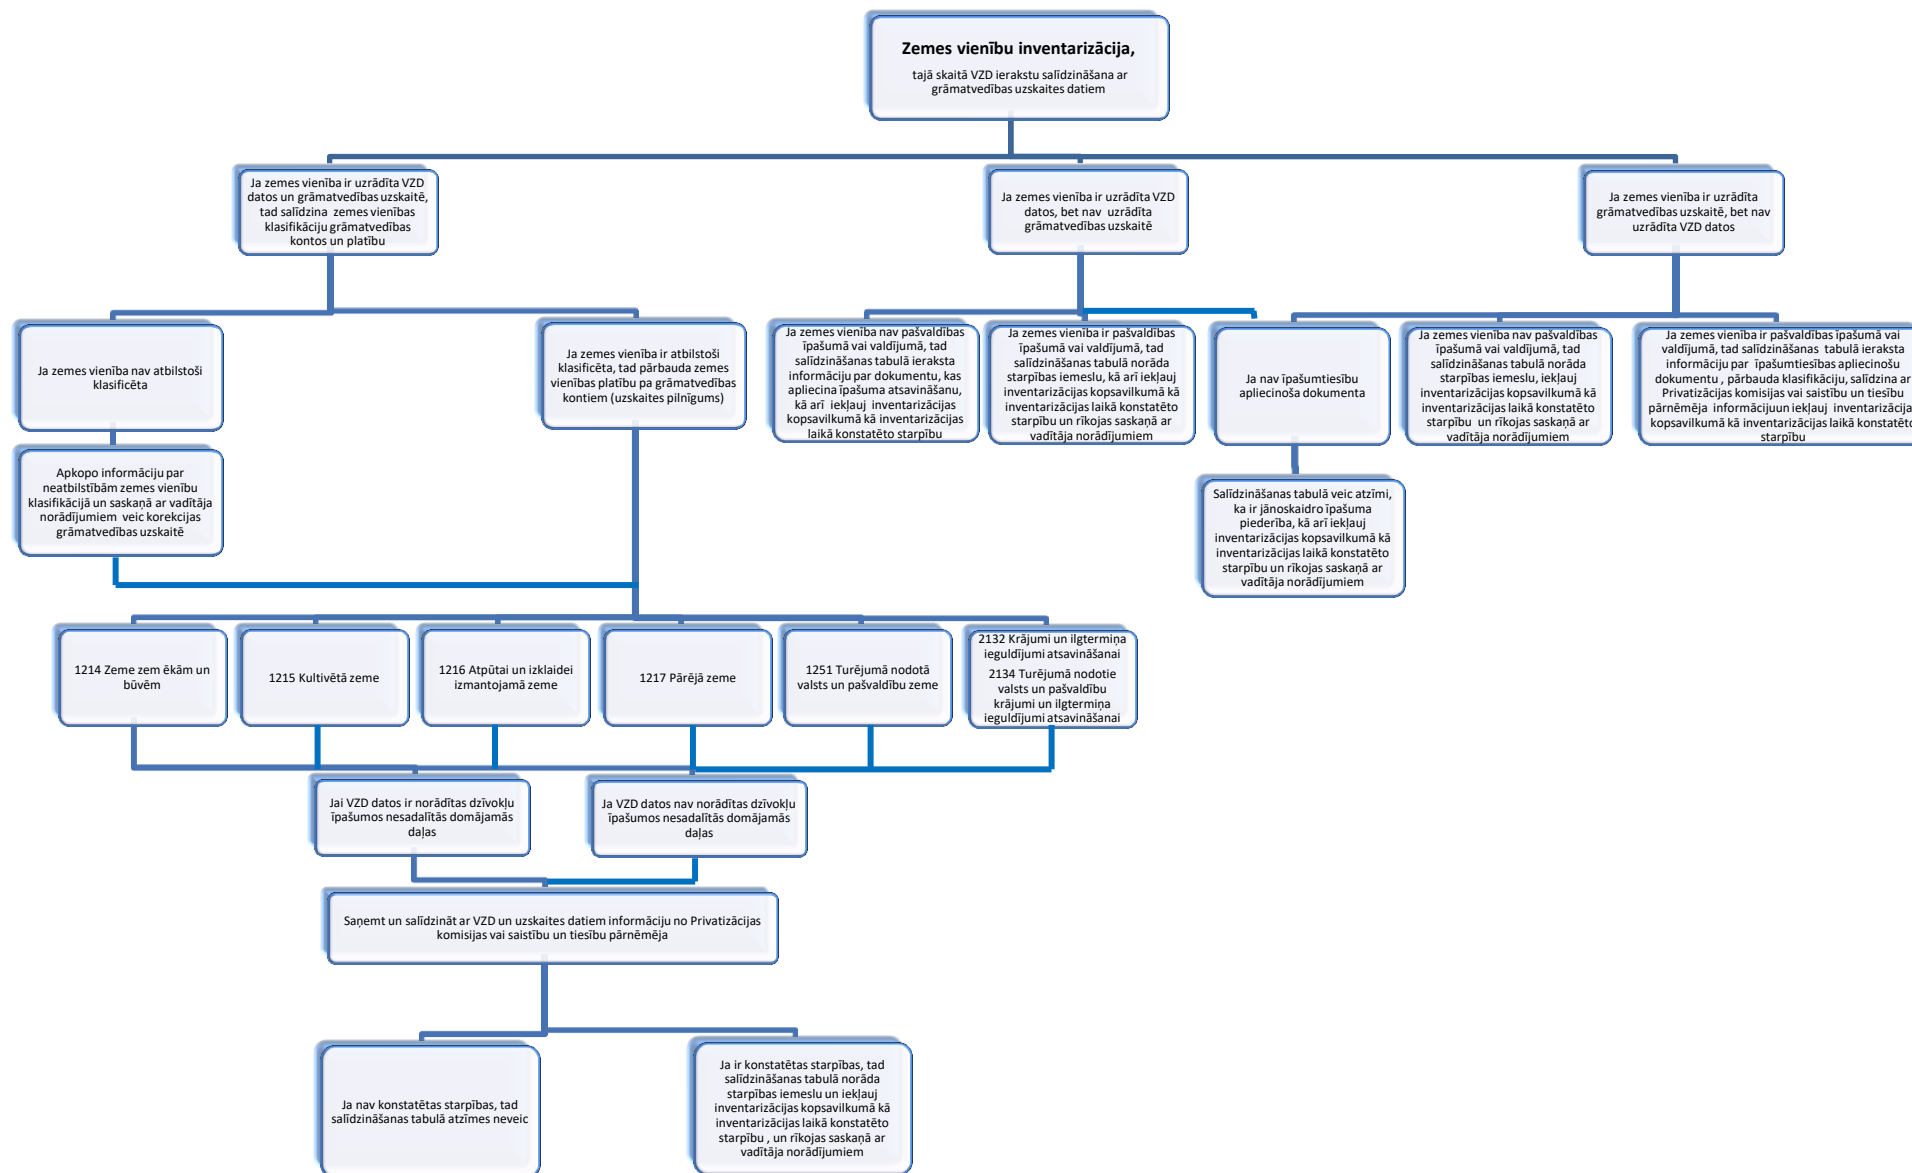 Zemes vienību inventarizācija,
tajā skaitā VZD ierakstu salīdzināšana ar
grāmatvedības uzskaites datiem
Ja zemes vienība ir uzrādīta VZD
datos un grāmatvedības uzskaitē,
tad salīdzina zemes vienības
klasifikāciju grāmatvedības
kontos un platību
Ja zemes vienība ir uzrādīta VZD
datos, bet nav uzrādīta
grāmatvedības uzskaitē
Ja zemes vienība ir uzrādīta
grāmatvedības uzskaitē, bet nav
uzrādīta VZD datos
Ja zemes vienība nav atbilstoši
klasificēta
Ja zemes vienība ir atbilstoši
klasificēta, tad pārbauda zemes
vienības platību pa grāmatvedības
kontiem (uzskaites pilnīgums)
Ja zemes vienība nav pašvaldības
īpašumā vai valdījumā, tad
salīdzināšanas tabulā ieraksta
informāciju par dokumentu, kas
apliecina īpašuma atsavināšanu,
kā arī iekļauj inventarizācijas
kopsavilkumā kā inventarizācijas
laikā konstatēto starpību
Ja zemes vienība ir pašvaldības
īpašumā vai valdījumā, tad
salīdzināšanas tabulā norāda
starpības iemeslu, kā arī iekļauj
inventarizācijas kopsavilkumā kā
inventarizācijas laikā konstatēto
starpību un rīkojas saskaņā ar
vadītāja norādījumiem
Ja nav īpašumtiesību
apliecinoša dokumenta
Ja zemes vienība nav pašvaldības
īpašumā vai valdījumā, tad
salīdzināšanas tabulā norāda
starpības iemeslu, iekļauj
inventarizācijas kopsavilkumā kā
inventarizācijas laikā konstatēto
starpību un rīkojas saskaņā ar
vadītāja norādījumiem
Ja zemes vienība ir pašvaldības īpašumā vai
valdījumā, tad salīdzināšanas tabulā ieraksta
informāciju par īpašumtiesības apliecinošu
dokumentu , pārbauda klasifikāciju, salīdzina ar
Privatizācijas komisijas vai saistību un tiesību
pārņēmēja informācijuun iekļauj inventarizācijas
kopsavilkumā kā inventarizācijas laikā konstatēto
starpību
Apkopo informāciju par
neatbilstībām zemes vienību
klasifikācijā un saskaņā ar vadītāja
norādījumiem veic korekcijas
grāmatvedības uzskaitē
Salīdzināšanas tabulā veic atzīmi,
ka ir jānoskaidro īpašuma
piederība, kā arī iekļauj
inventarizācijas kopsavilkumā kā
inventarizācijas laikā konstatēto
starpību un rīkojas saskaņā ar
vadītāja norādījumiem
1214 Zeme zem ēkām un
būvēm
1215 Kultivētā zeme
1216 Atpūtai un izklaidei
izmantojamā zeme
1217 Pārējā zeme
1251 Turējumā nodotā
valsts un pašvaldību zeme
2132 Krājumi un ilgtermiņa
ieguldījumi atsavināšanai
2134 Turējumā nodotie
valsts un pašvaldību
krājumi un ilgtermiņa
ieguldījumi atsavināšanai
Jai VZD datos ir norādītas dzīvokļu
īpašumos nesadalītās domājamās
daļas
Ja VZD datos nav norādītas dzīvokļu
īpašumos nesadalītās domājamās
daļas
Saņemt un salīdzināt ar VZD un uzskaites datiem informāciju no Privatizācijas
komisijas vai saistību un tiesību pārņēmēja
Ja nav konstatētas starpības, tad
salīdzināšanas tabulā atzīmes neveic
Ja ir konstatētas starpības, tad
salīdzināšanas tabulā norāda
starpības iemeslu un iekļauj
inventarizācijas kopsavilkumā kā
inventarizācijas laikā konstatēto
starpību , un rīkojas saskaņā ar
vadītāja norādījumiem